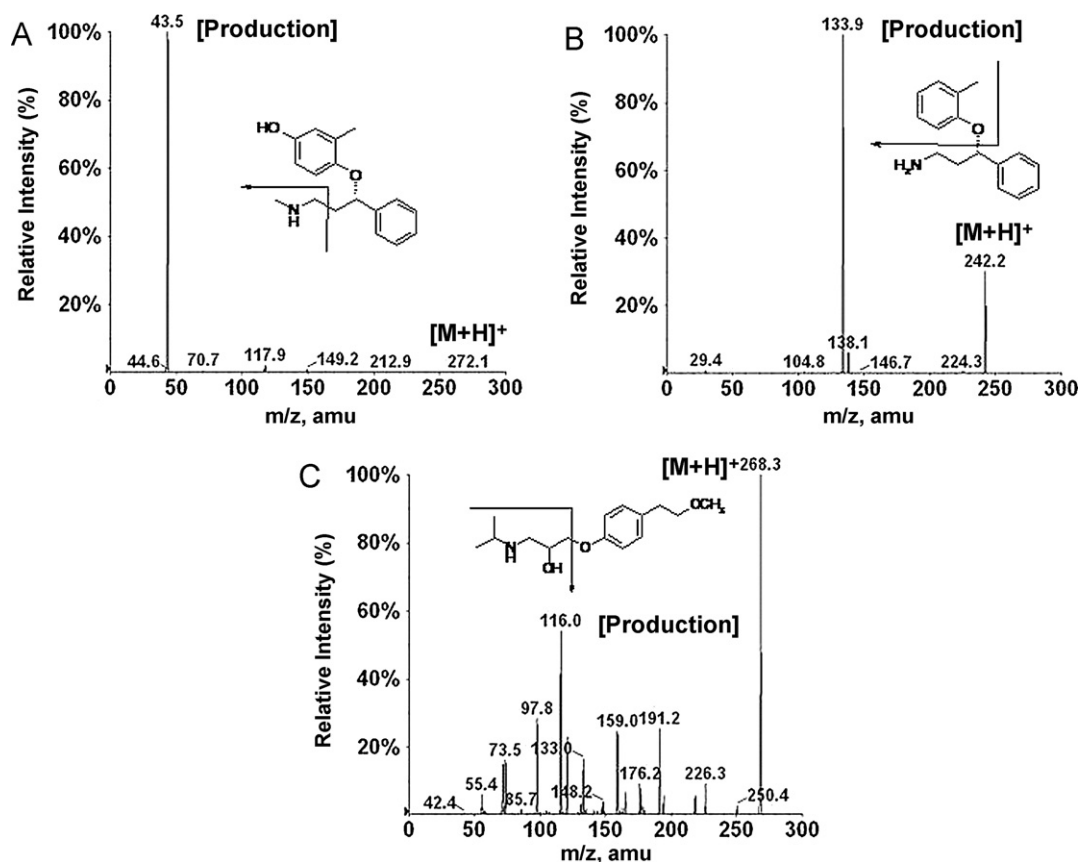 A
43.5
[Production]
100%
80%
60%
40%
20%
Relative Intensity (%)
HO
O
N
H
[M+H]+
44.6
70.7
117.9
149.2
212.9
272.1
0 50 100 150 200 250 300
m/z, amu
B
133.9
[Production]
100%
80%
60%
40%
20%
Relative Intensity (%)
O
H2N
[M+H]+
242.2
138.1
29.4
104.8
146.7
224.3
0 50 100 150 200 250 300
m/z, amu
C
[M+H]+268.3
100%
80%
60%
40%
20%
Relative Intensity (%)
OCH3
N
H
O
OH
116.0
[Production]
97.8
159.0
191.2
73.5
133.0
176.2
226.3
55.4
148.2
250.4
42.4
85.7
0 50 100 150 200 250 300
m/z, amu